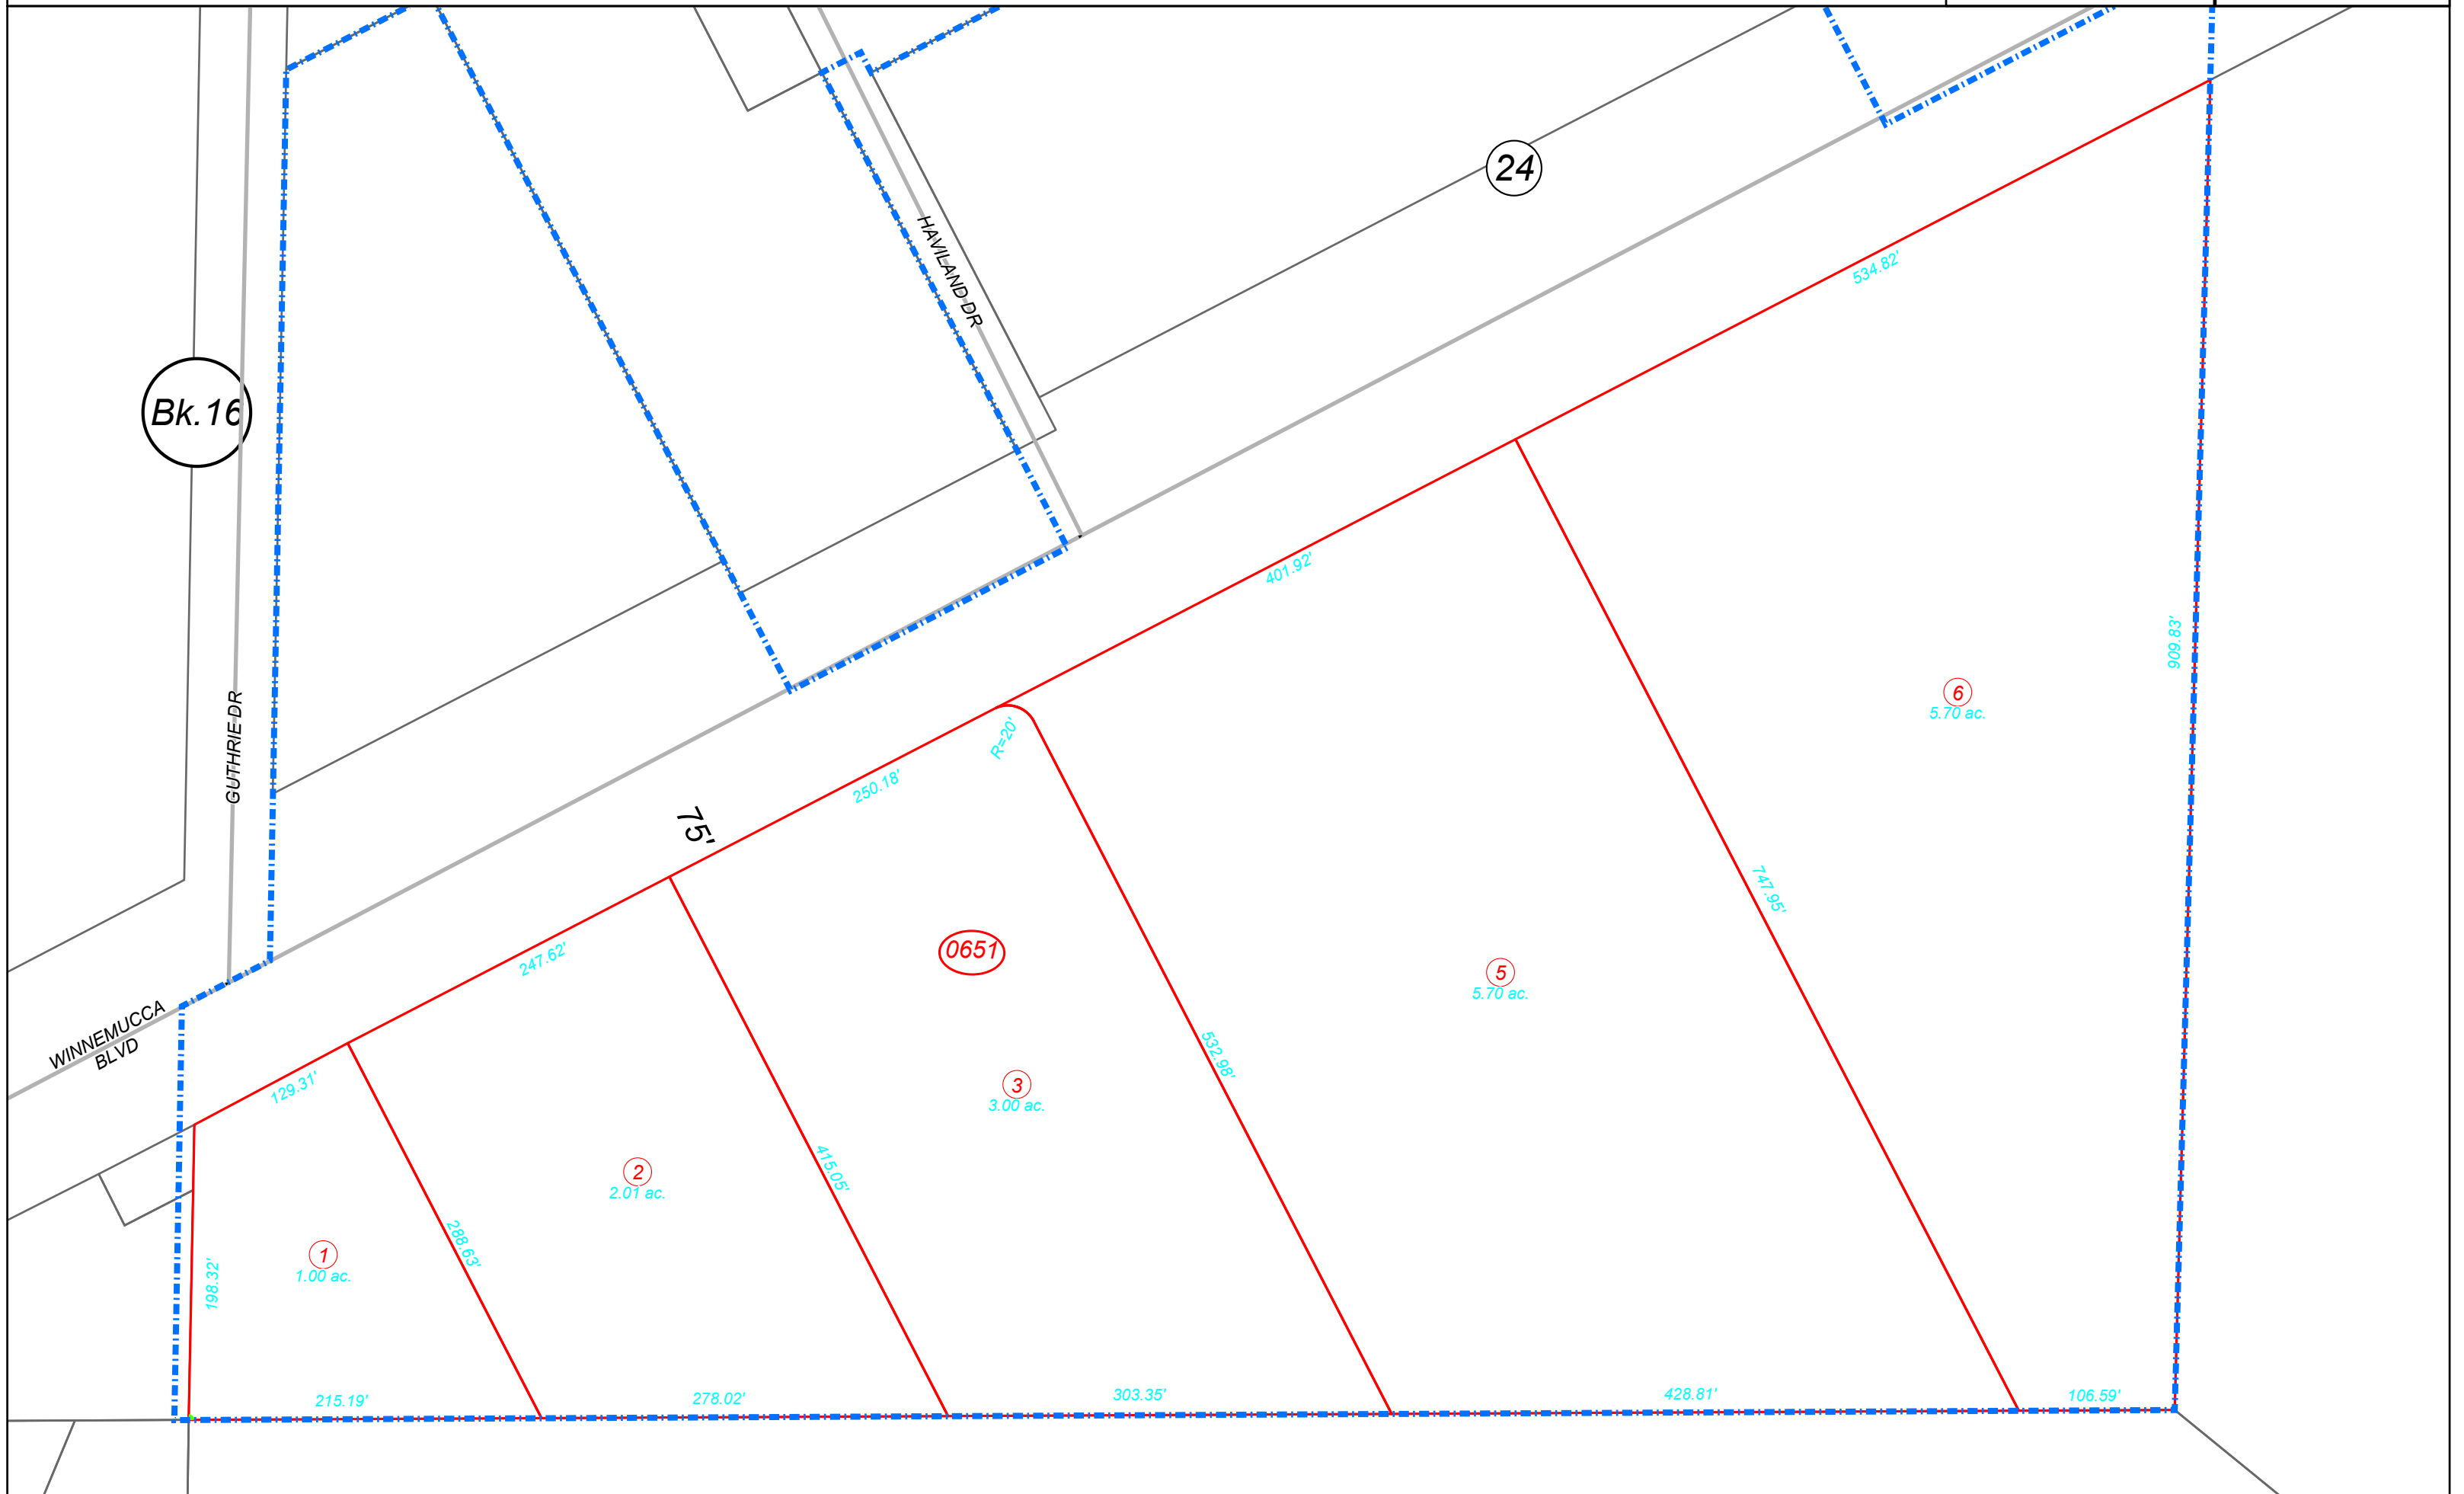 24
534.82'
HAVILAND DR
Bk.16
401.92'
909.83'
6
5.70 ac.
GUTHRIE DR
R=20'
250.18'
75'
747.95'
0651
247.62'
5
5.70 ac.
WINNEMUCCA
BLVD
129.31'
532.98'
3
3.00 ac.
415.05'
2
2.01 ac.
288.63'
1
1.00 ac.
198.32'
215.19'
278.02'
303.35'
428.81'
106.59'